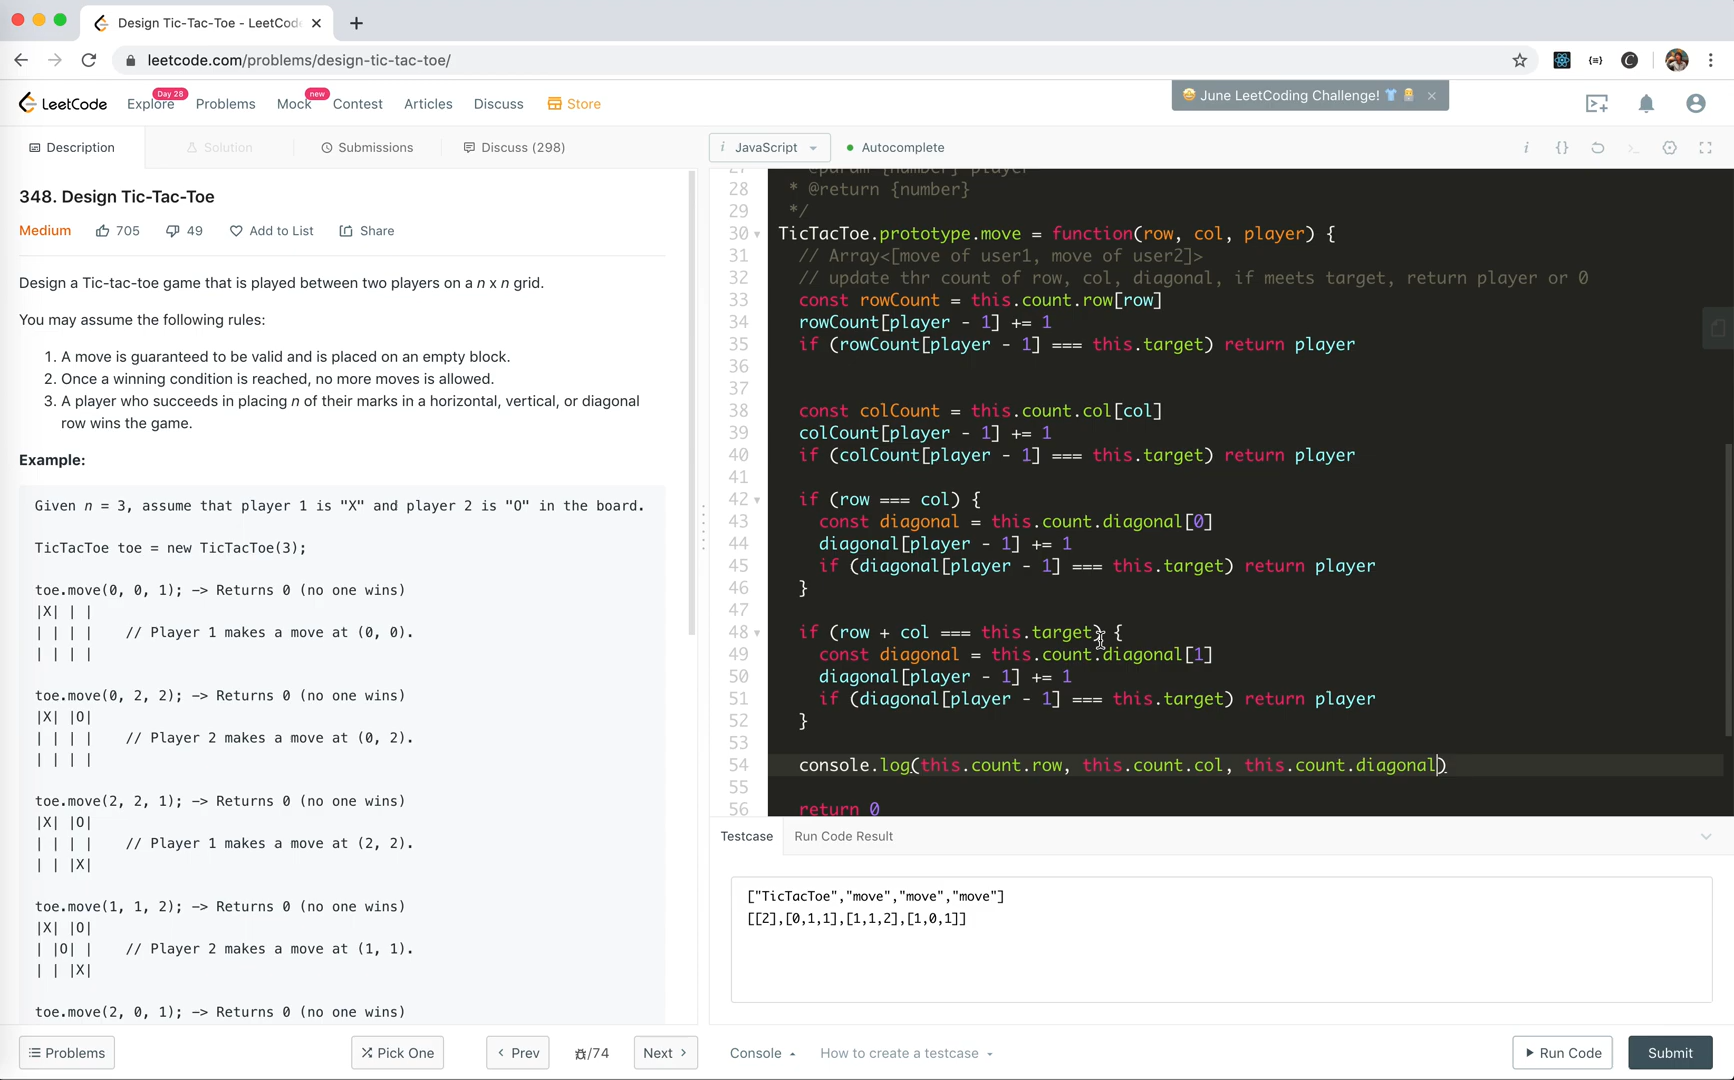 Design Tic-Tac-Toe - LeetCode
leetcode.com/problems/design-tic-tac-toe/
LeetCode
Explore
Day 28
Problems
Mock
new
Contest
Articles
Discuss
Store
June LeetCoding Challenge!
Description
Solution
Submissions
Discuss (298)
i JavaScript
Autocomplete
348. Design Tic-Tac-Toe
Medium
705
49
Add to List
Share
Design a Tic-tac-toe game that is played between two players on a n x n grid.
You may assume the following rules:
1. A move is guaranteed to be valid and is placed on an empty block.
2. Once a winning condition is reached, no more moves is allowed.
3. A player who succeeds in placing n of their marks in a horizontal, vertical, or diagonal
row wins the game.
Example:
Given n = 3, assume that player 1 is "X" and player 2 is "O" in the board.
TicTacToe toe = new TicTacToe(3);
toe.move(0, 0, 1); -> Returns 0 (no one wins)
|X| | |
| | | |    // Player 1 makes a move at (0, 0).
| | | |
toe.move(0, 2, 2); -> Returns 0 (no one wins)
|X| |O|
| | | |    // Player 2 makes a move at (0, 2).
| | | |
toe.move(2, 2, 1); -> Returns 0 (no one wins)
|X| |O|
| | | |    // Player 1 makes a move at (2, 2).
| | |X|
toe.move(1, 1, 2); -> Returns 0 (no one wins)
|X| |O|
| |O| |    // Player 2 makes a move at (1, 1).
| | |X|
toe.move(2, 0, 1); -> Returns 0 (no one wins)
27 * @param {number} player
28 * @return {number}
29 */
30 TicTacToe.prototype.move = function(row, col, player) {
31 // Array<[move of user1, move of user2]>
32 // update thr count of row, col, diagonal, if meets target, return player or 0
33 const rowCount = this.count.row[row]
34 rowCount[player - 1] += 1
35 if (rowCount[player - 1] === this.target) return player
36
37
38 const colCount = this.count.col[col]
39 colCount[player - 1] += 1
40 if (colCount[player - 1] === this.target) return player
41
42 if (row === col) {
43 const diagonal = this.count.diagonal[0]
44 diagonal[player - 1] += 1
45 if (diagonal[player - 1] === this.target) return player
46 }
47
48 if (row + col === this.target) {
49 const diagonal = this.count.diagonal[1]
50 diagonal[player - 1] += 1
51 if (diagonal[player - 1] === this.target) return player
52 }
53
54 console.log(this.count.row, this.count.col, this.count.diagonal)
55
56 return 0
Testcase
Run Code Result
["TicTacToe","move","move","move"]
[[2],[0,1,1],[1,1,2],[1,0,1]]
Problems
Pick One
Prev
/74
Next
Console
How to create a testcase
Run Code
Submit